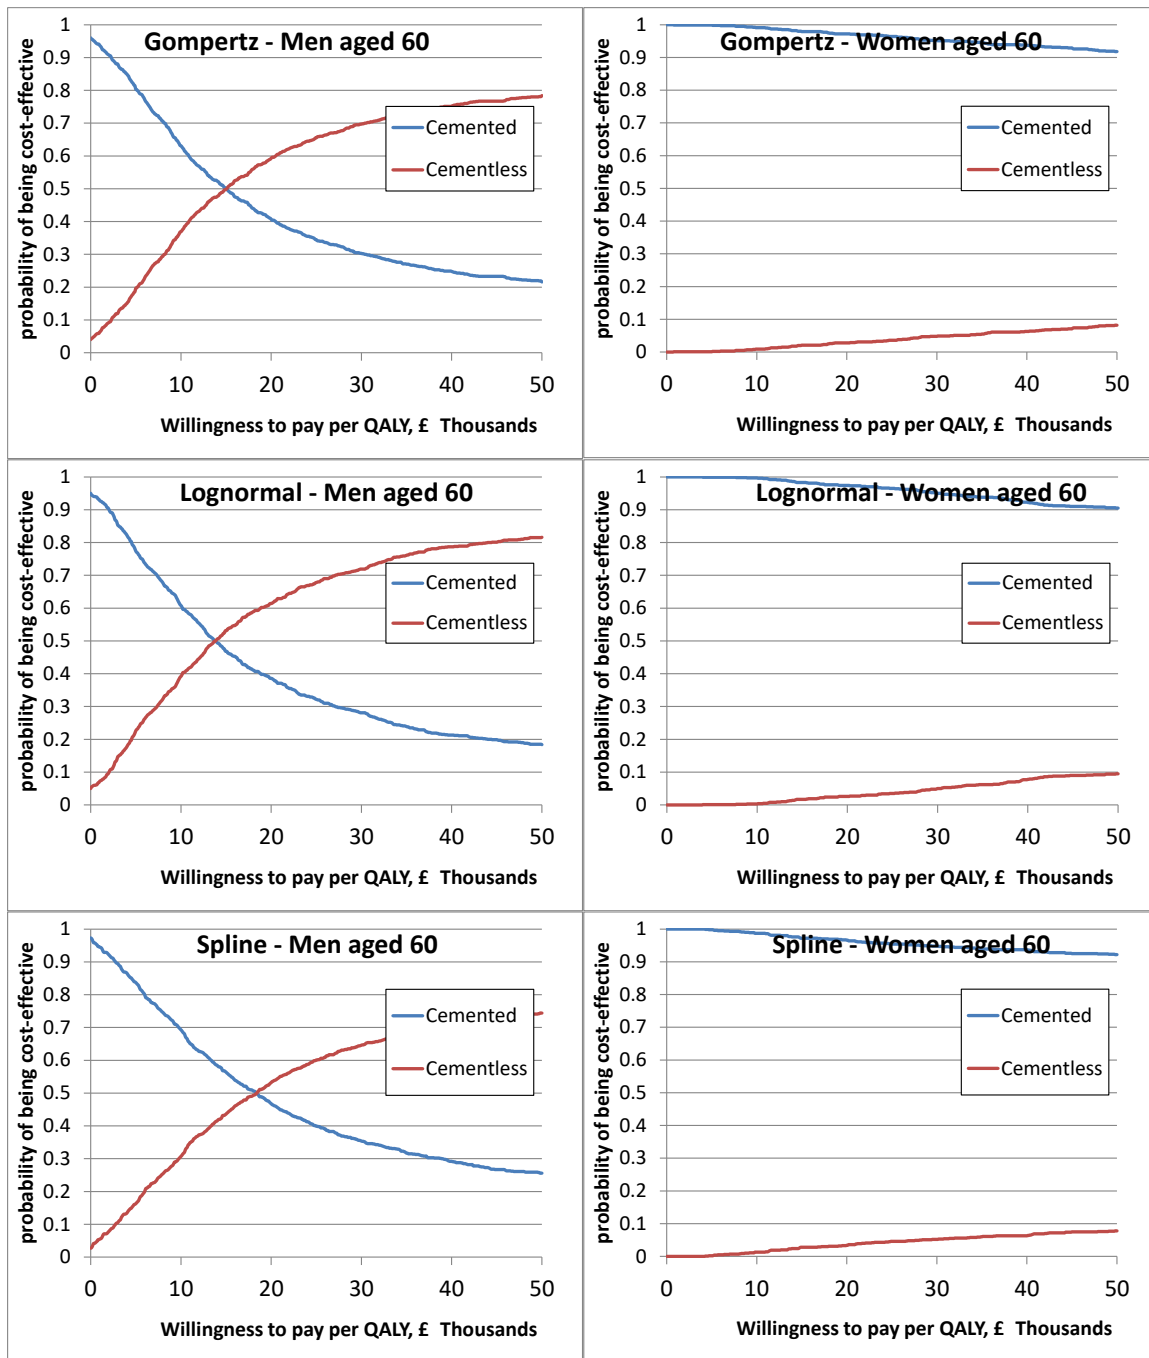 Gompertz - Men aged 60
probability of being cost-effective
1
0.9
0.8
0.7
0.6
0.5
0.4
0.3
0.2
0.1
0
Cemented
Cementless
0 10 20 30 40 50
Willingness to pay per QALY, £ Thousands
Gompertz - Women aged 60
probability of being cost-effective
1
0.9
0.8
0.7
0.6
0.5
0.4
0.3
0.2
0.1
0
Cemented
Cementless
0 10 20 30 40 50
Willingness to pay per QALY, £ Thousands
Lognormal - Men aged 60
probability of being cost-effective
1
0.9
0.8
0.7
0.6
0.5
0.4
0.3
0.2
0.1
0
Cemented
Cementless
0 10 20 30 40 50
Willingness to pay per QALY, £ Thousands
Lognormal - Women aged 60
probability of being cost-effective
1
0.9
0.8
0.7
0.6
0.5
0.4
0.3
0.2
0.1
0
Cemented
Cementless
0 10 20 30 40 50
Willingness to pay per QALY, £ Thousands
Spline - Men aged 60
probability of being cost-effective
1
0.9
0.8
0.7
0.6
0.5
0.4
0.3
0.2
0.1
0
Cemented
Cementless
0 10 20 30 40 50
Willingness to pay per QALY, £ Thousands
Spline - Women aged 60
probability of being cost-effective
1
0.9
0.8
0.7
0.6
0.5
0.4
0.3
0.2
0.1
0
Cemented
Cementless
0 10 20 30 40 50
Willingness to pay per QALY, £ Thousands